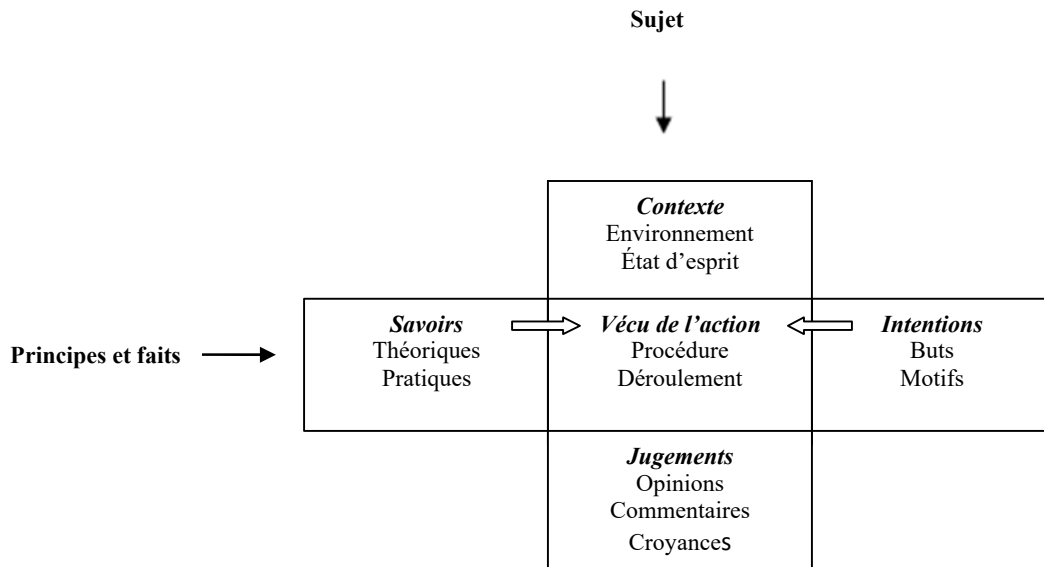 Sujet
Contexte
Environnement
État d’esprit
Principes et faits
Savoirs
Théoriques
Pratiques
Vécu de l’action
Procédure
Déroulement
Intentions
Buts
Motifs
Jugements
Opinions
Commentaires
Croyances